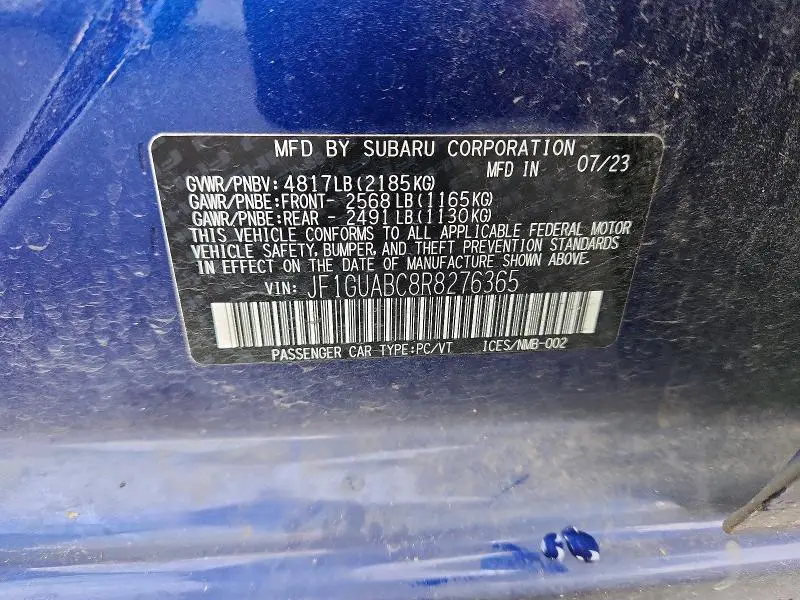 MFD BY SUBARU CORPORATION
MFD IN 07/23
GVWR/PNBV: 4817LB(2185KG)
GAWR/PNBE:FRONT- 2568LB(1165KG)
GAWR/PNBE:REAR - 2491LB(1130KG)
THIS VEHICLE CONFORMS TO ALL APPLICABLE FEDERAL MOTOR
VEHICLE SAFETY, BUMPER, AND THEFT PREVENTION STANDARDS
IN EFFECT ON THE DATE OF MANUFACTURE SHOWN ABOVE.
VIN: JF1GUABC8R8276365
PASSENGER CAR TYPE:PC/VT ICES/NMB-002